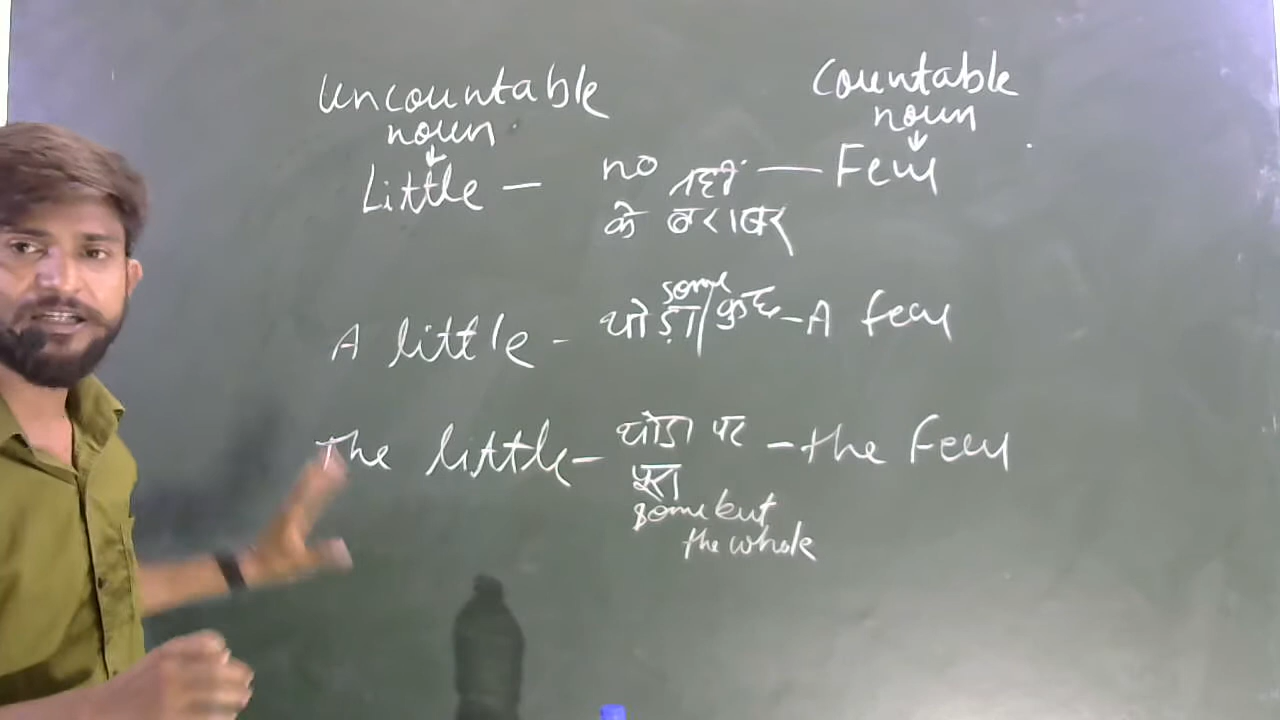 Uncountable noun
Countable noun
Little — no नहीं के बराबर — Few
A little - थोड़ा/कुछ some - A few
The little - थोडा पर पूरा - the Few
some but the whole